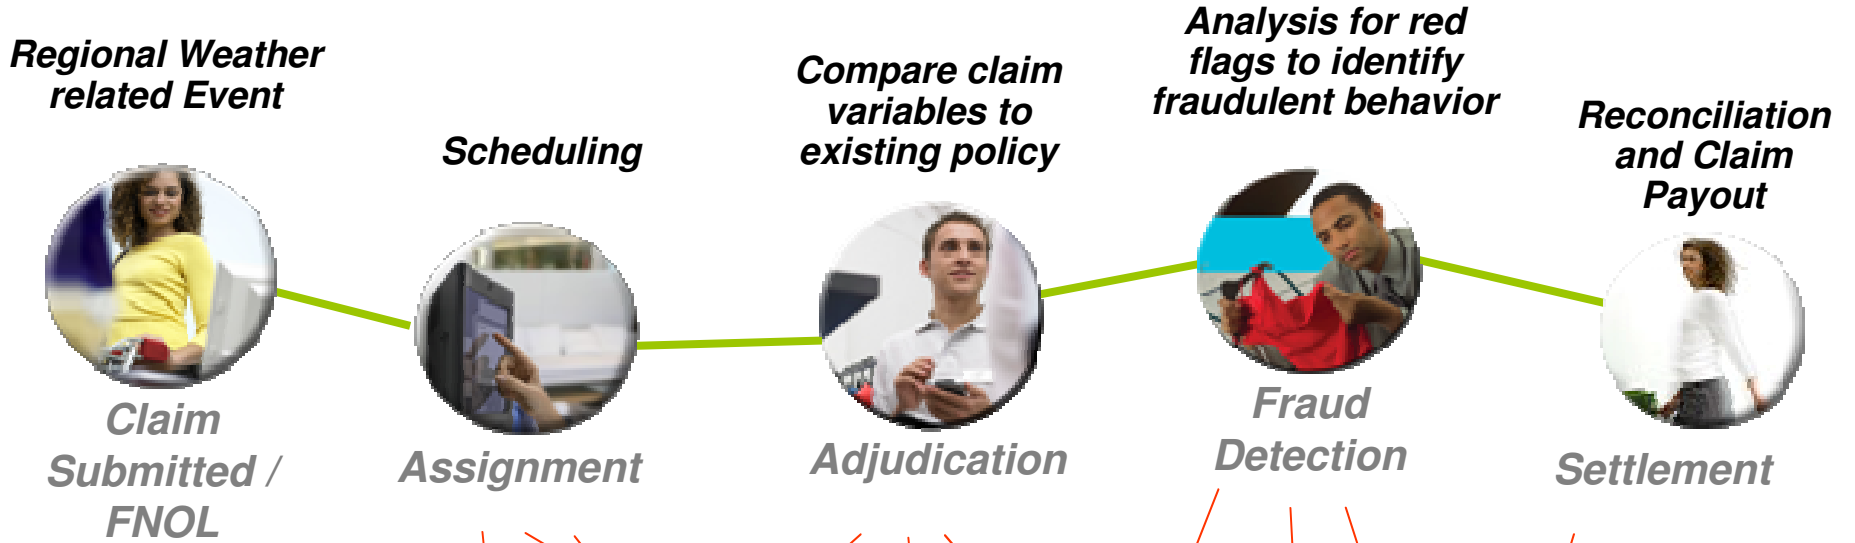 Regional Weather
related Event
Scheduling
Compare claim
variables to
existing policy
Analysis for red
flags to identify
fraudulent behavior
Reconciliation
and Claim
Payout
Claim
Submitted /
FNOL
Assignment
Adjudication
Fraud
Detection
Settlement